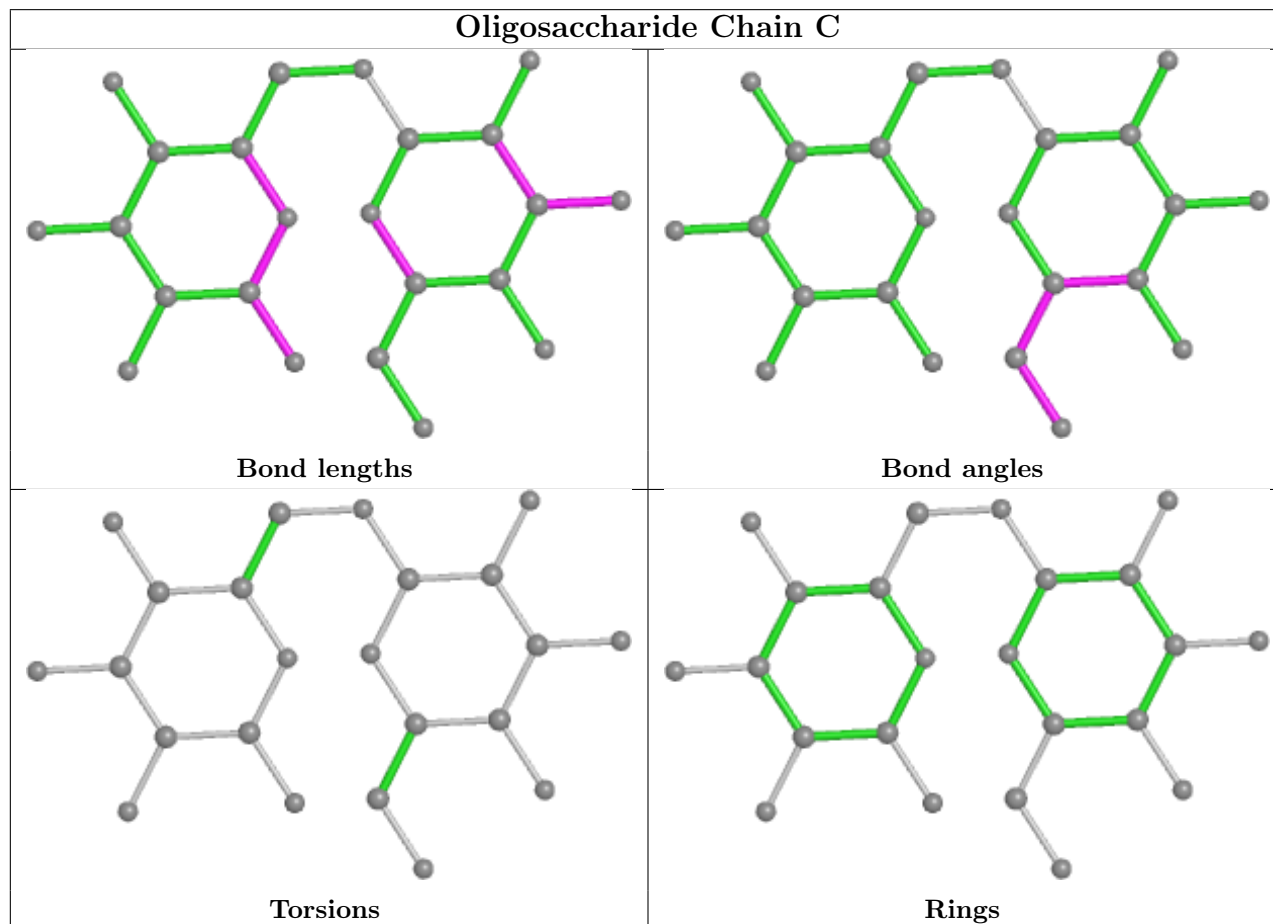 Oligosaccharide Chain C
Bond lengths
Bond angles
Torsions
Rings